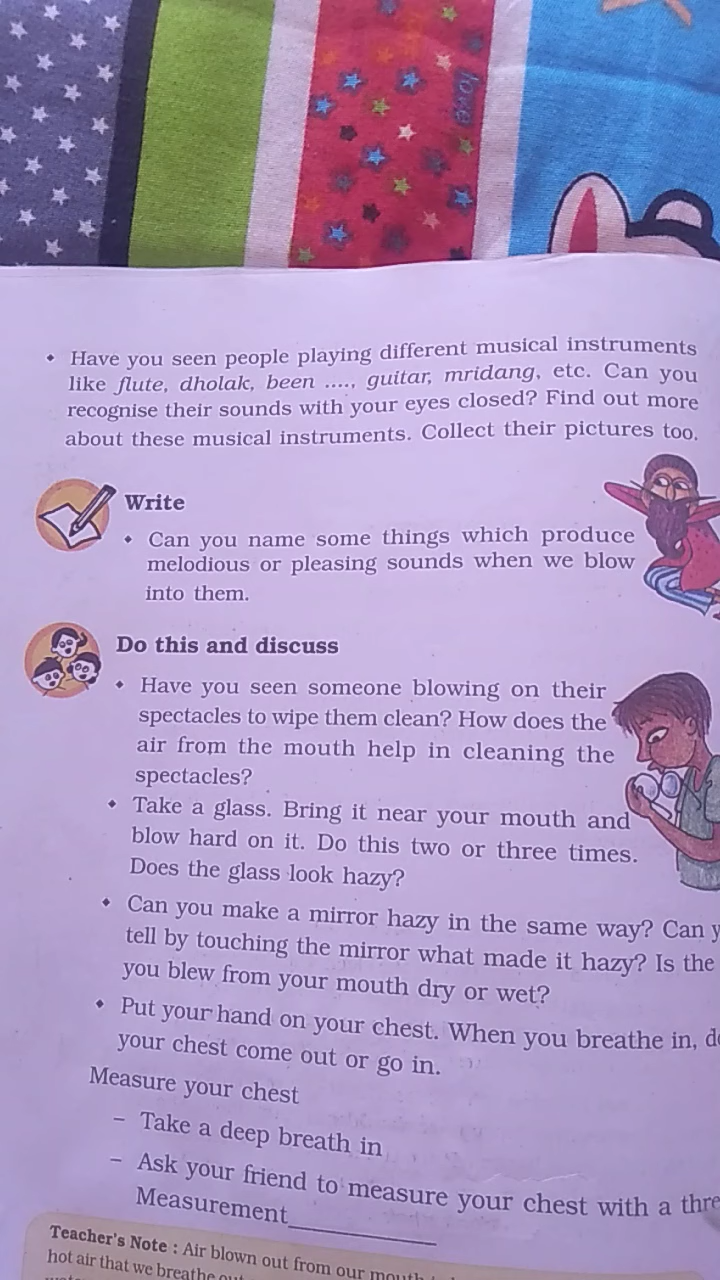 love
• Have you seen people playing different musical instruments
like flute, dholak, been ...., guitar, mridang, etc. Can you
recognise their sounds with your eyes closed? Find out more
about these musical instruments. Collect their pictures too.
Write
• Can you name some things which produce
melodious or pleasing sounds when we blow
into them.
Do this and discuss
• Have you seen someone blowing on their
spectacles to wipe them clean? How does the
air from the mouth help in cleaning the
spectacles?
• Take a glass. Bring it near your mouth and
blow hard on it. Do this two or three times.
Does the glass look hazy?
• Can you make a mirror hazy in the same way? Can
tell by touching the mirror what made it hazy? Is the
you blew from your mouth dry or wet?
• Put your hand on your chest. When you breathe in,
your chest come out or go in.
Measure your chest
– Take a deep breath in
– Ask your friend to measure your chest with a
Measurement__________
Teacher's Note : Air blown out from our mouth
hot air that we breathe